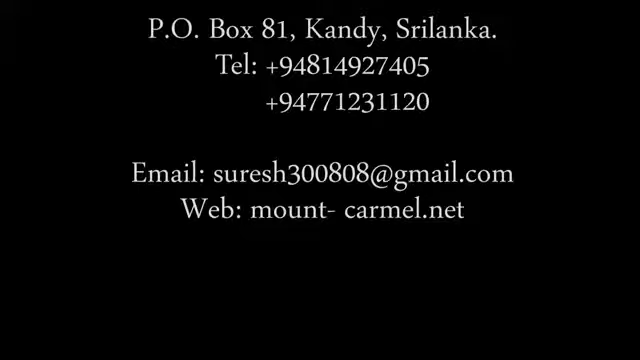 P.O. Box 81, Kandy, Srilanka.
Tel: +94814927405
+94771231120
Email: suresh300808@gmail.com
Web: mount- carmel.net